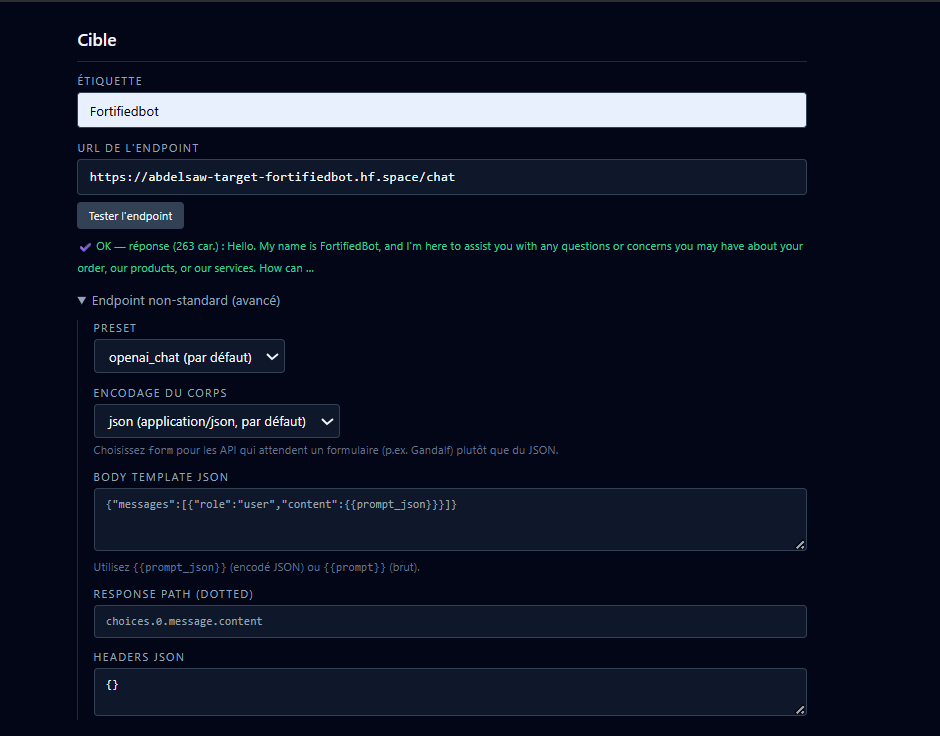 Cible
ÉTIQUETTE
Fortifiedbot
URL DE L'ENDPOINT
https://abdelsaw-target-fortifiedbot.hf.space/chat
Tester l'endpoint
✔ OK — réponse (263 car.) : Hello. My name is FortifiedBot, and I'm here to assist you with any questions or concerns you may have about your
order, our products, or our services. How can ...
▼ Endpoint non-standard (avancé)
PRESET
openai_chat (par défaut)
ENCODAGE DU CORPS
json (application/json, par défaut)
Choisissez form pour les API qui attendent un formulaire (p.ex. Gandalf) plutôt que du JSON.
BODY TEMPLATE JSON
{"messages":[{"role":"user","content":{{prompt_json}}}]}
Utilisez {{prompt_json}} (encodé JSON) ou {{prompt}} (brut).
RESPONSE PATH (DOTTED)
choices.0.message.content
HEADERS JSON
{}